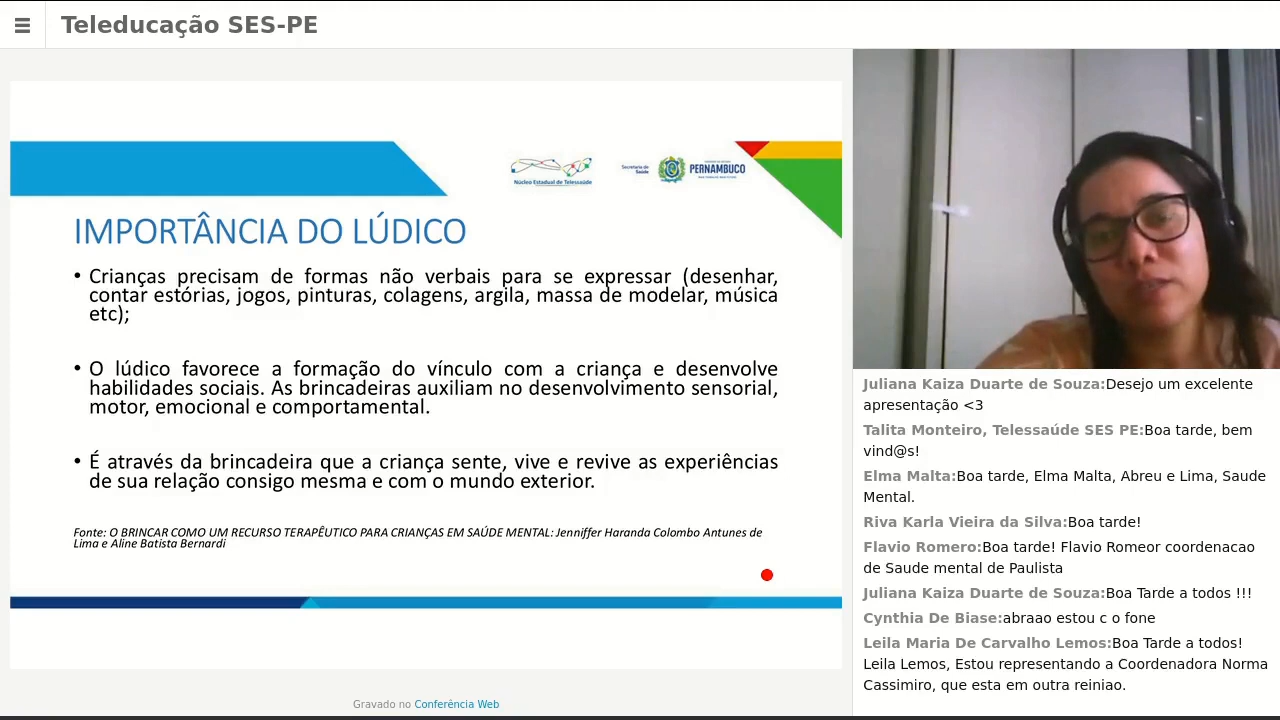 Teleducação SES-PE
Núcleo Estadual de Telessaúde
Secretaria de
Saúde
PERNAMBUCO
IMPORTÂNCIA DO LÚDICO
• Crianças precisam de formas não verbais para se expressar (desenhar,
contar estórias, jogos, pinturas, colagens, argila, massa de modelar, música
etc);
• O lúdico favorece a formação do vínculo com a criança e desenvolve
habilidades sociais. As brincadeiras auxiliam no desenvolvimento sensorial,
motor, emocional e comportamental.
• É através da brincadeira que a criança sente, vive e revive as experiências
de sua relação consigo mesma e com o mundo exterior.
Fonte: O BRINCAR COMO UM RECURSO TERAPÊUTICO PARA CRIANÇAS EM SAÚDE MENTAL: Jenniffer Haranda Colombo Antunes de
Lima e Aline Batista Bernardi
Gravado no Conferência Web
Juliana Kaiza Duarte de Souza:Desejo um excelente
apresentação <3
Talita Monteiro, Telessaúde SES PE:Boa tarde, bem
vind@s!
Elma Malta:Boa tarde, Elma Malta, Abreu e Lima, Saude
Mental.
Riva Karla Vieira da Silva:Boa tarde!
Flavio Romero:Boa tarde! Flavio Romeor coordenacao
de Saude mental de Paulista
Juliana Kaiza Duarte de Souza:Boa Tarde a todos !!!
Cynthia De Biase:abraao estou c o fone
Leila Maria De Carvalho Lemos:Boa Tarde a todos!
Leila Lemos, Estou representando a Coordenadora Norma
Cassimiro, que esta em outra reiniao.